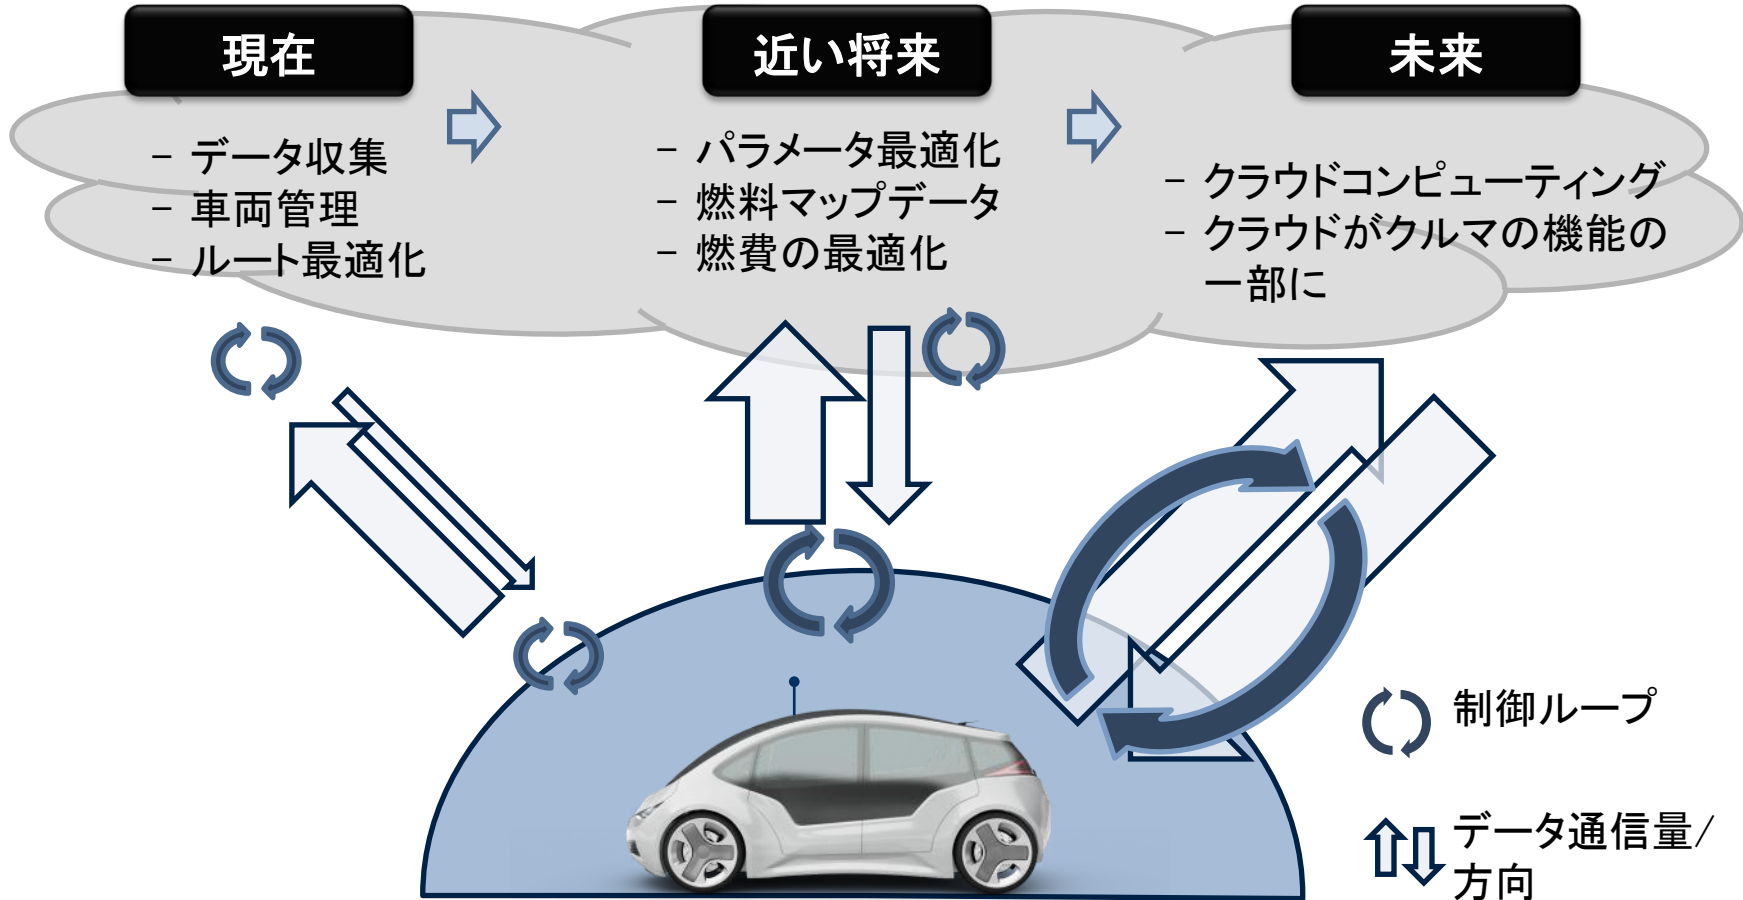 現在
- データ収集
- 車両管理
- ルート最適化
近い将来
- パラメータ最適化
- 燃料マップデータ
- 燃費の最適化
未来
- クラウドコンピューティング
- クラウドがクルマの機能の
一部に
制御ループ
データ通信量/
方向